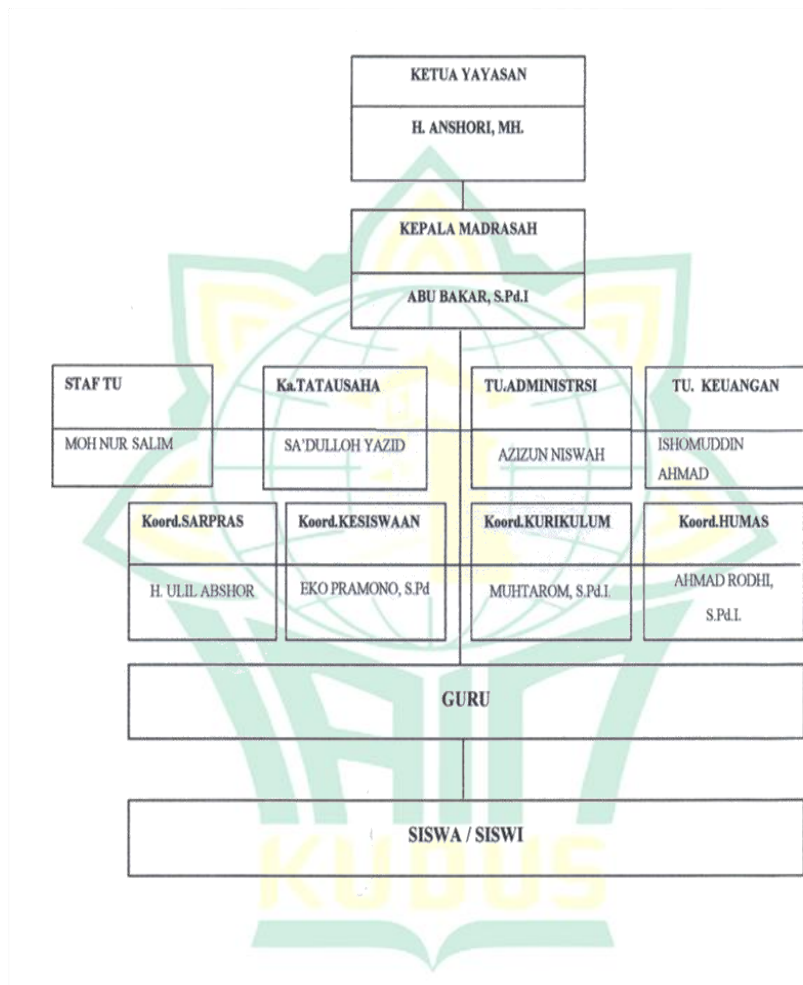 KETUA YAYASAN
H. ANSHORI, MH.
KEPALA MADRASAH
ABU BAKAR, S.Pd.I
STAF TU
MOH NUR SALIM
Ka.TATAUSAHA
SA'DULLOH YAZID
TU.ADMINISTRSI
AZIZUN NISWAH
TU. KEUANGAN
ISHOMUDDIN
AHMAD
Koord.SARPRAS
H. ULIL ABSHOR
Koord.KESISWAAN
EKO PRAMONO, S.Pd
Koord.KURIKULUM
MUHTAROM, S.Pd.I.
Koord.HUMAS
AHMAD RODHI,
S.Pd.I.
GURU
SISWA / SISWI
IAIN
KUDUS